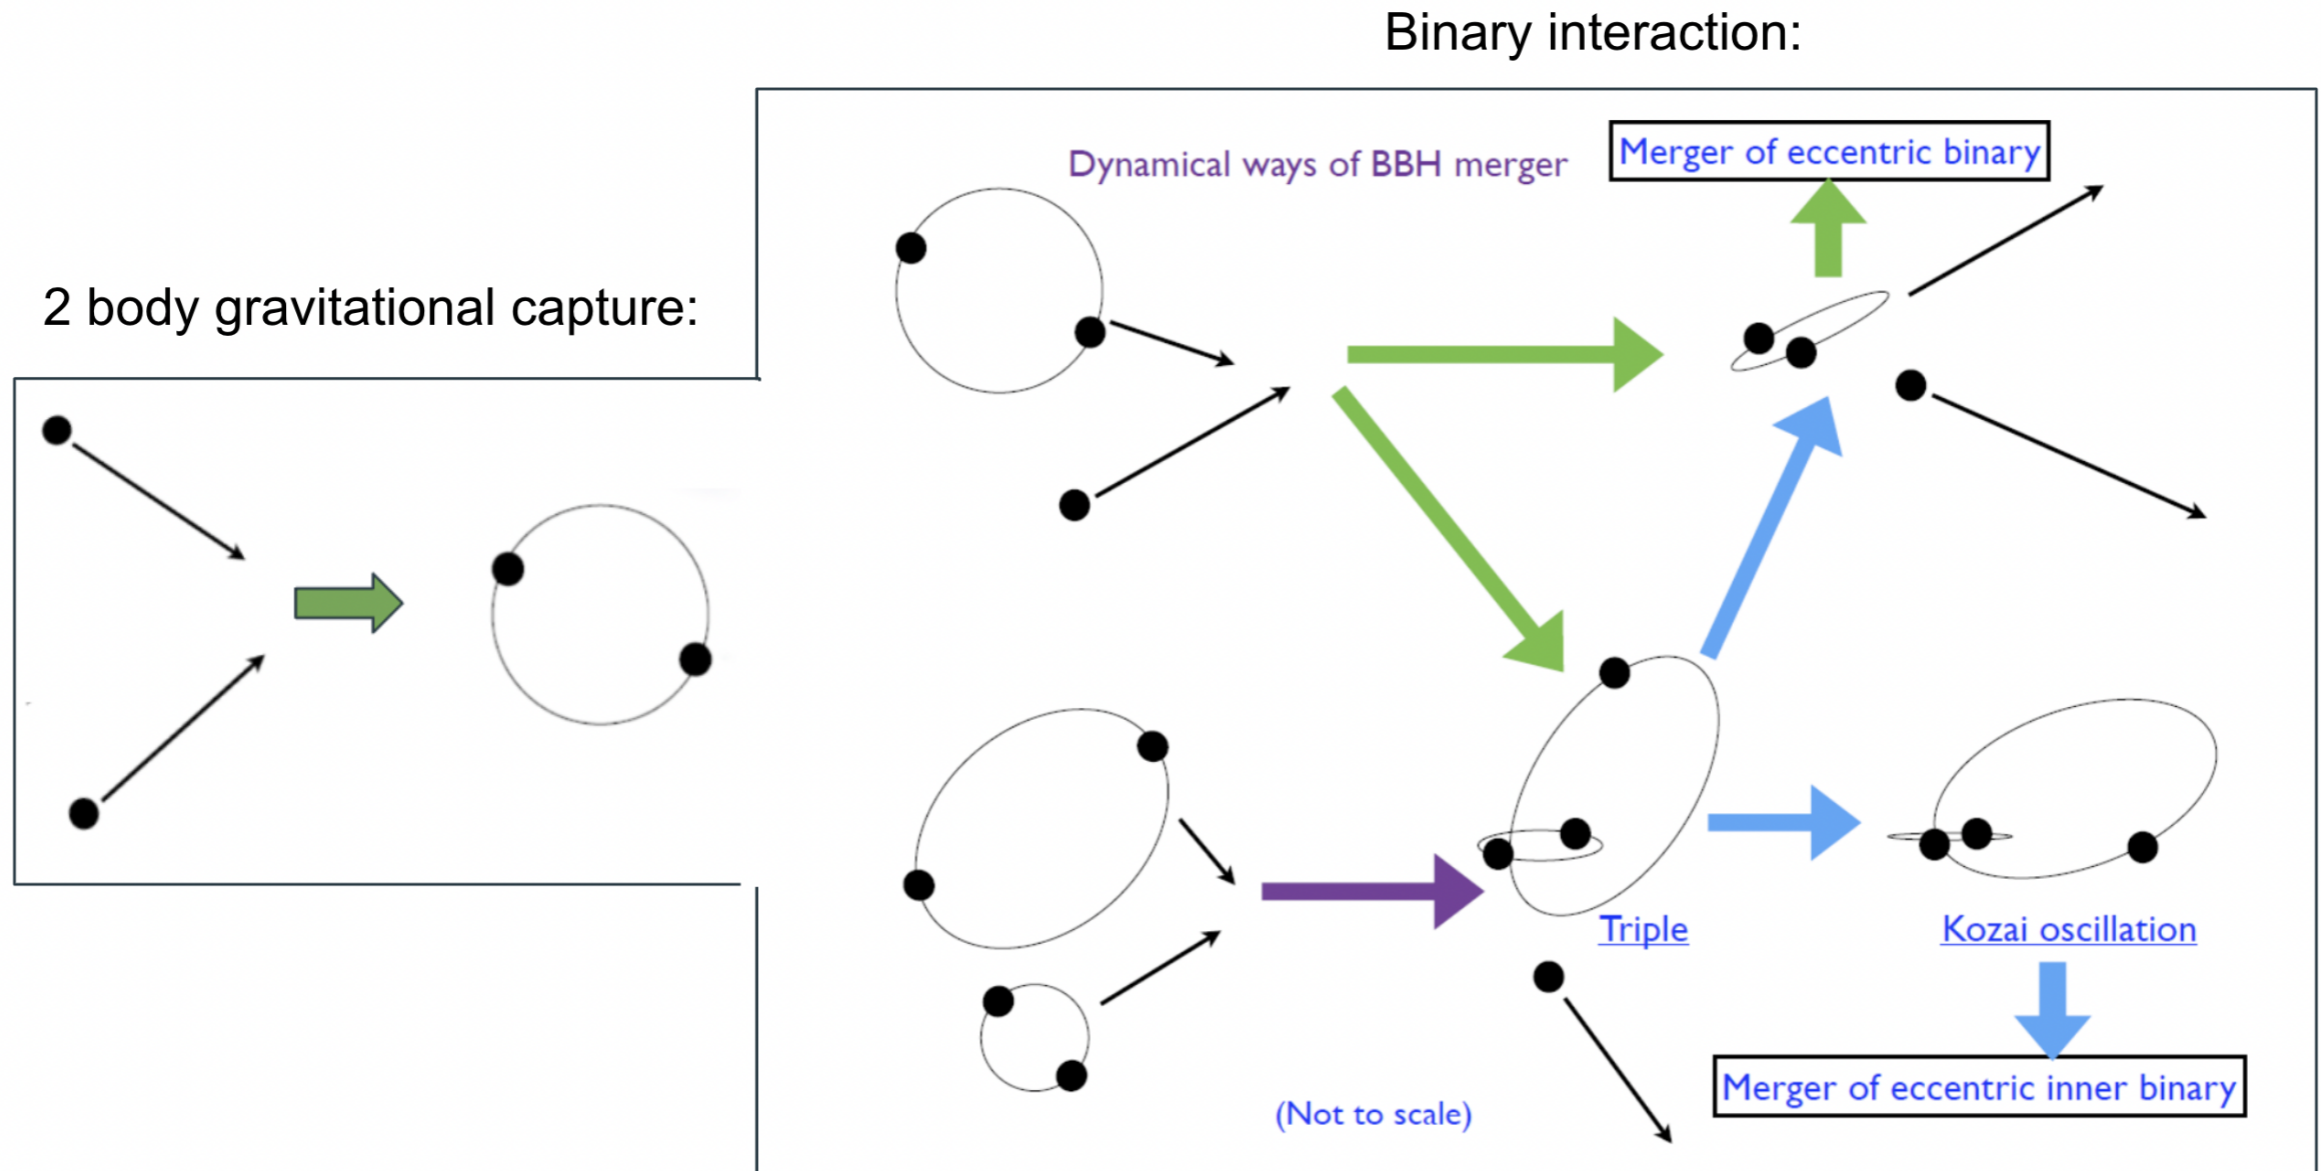 Binary interaction:
Dynamical ways of BBH merger
Merger of eccentric binary
2 body gravitational capture:
Triple
Kozai oscillation
Merger of eccentric inner binary
(Not to scale)